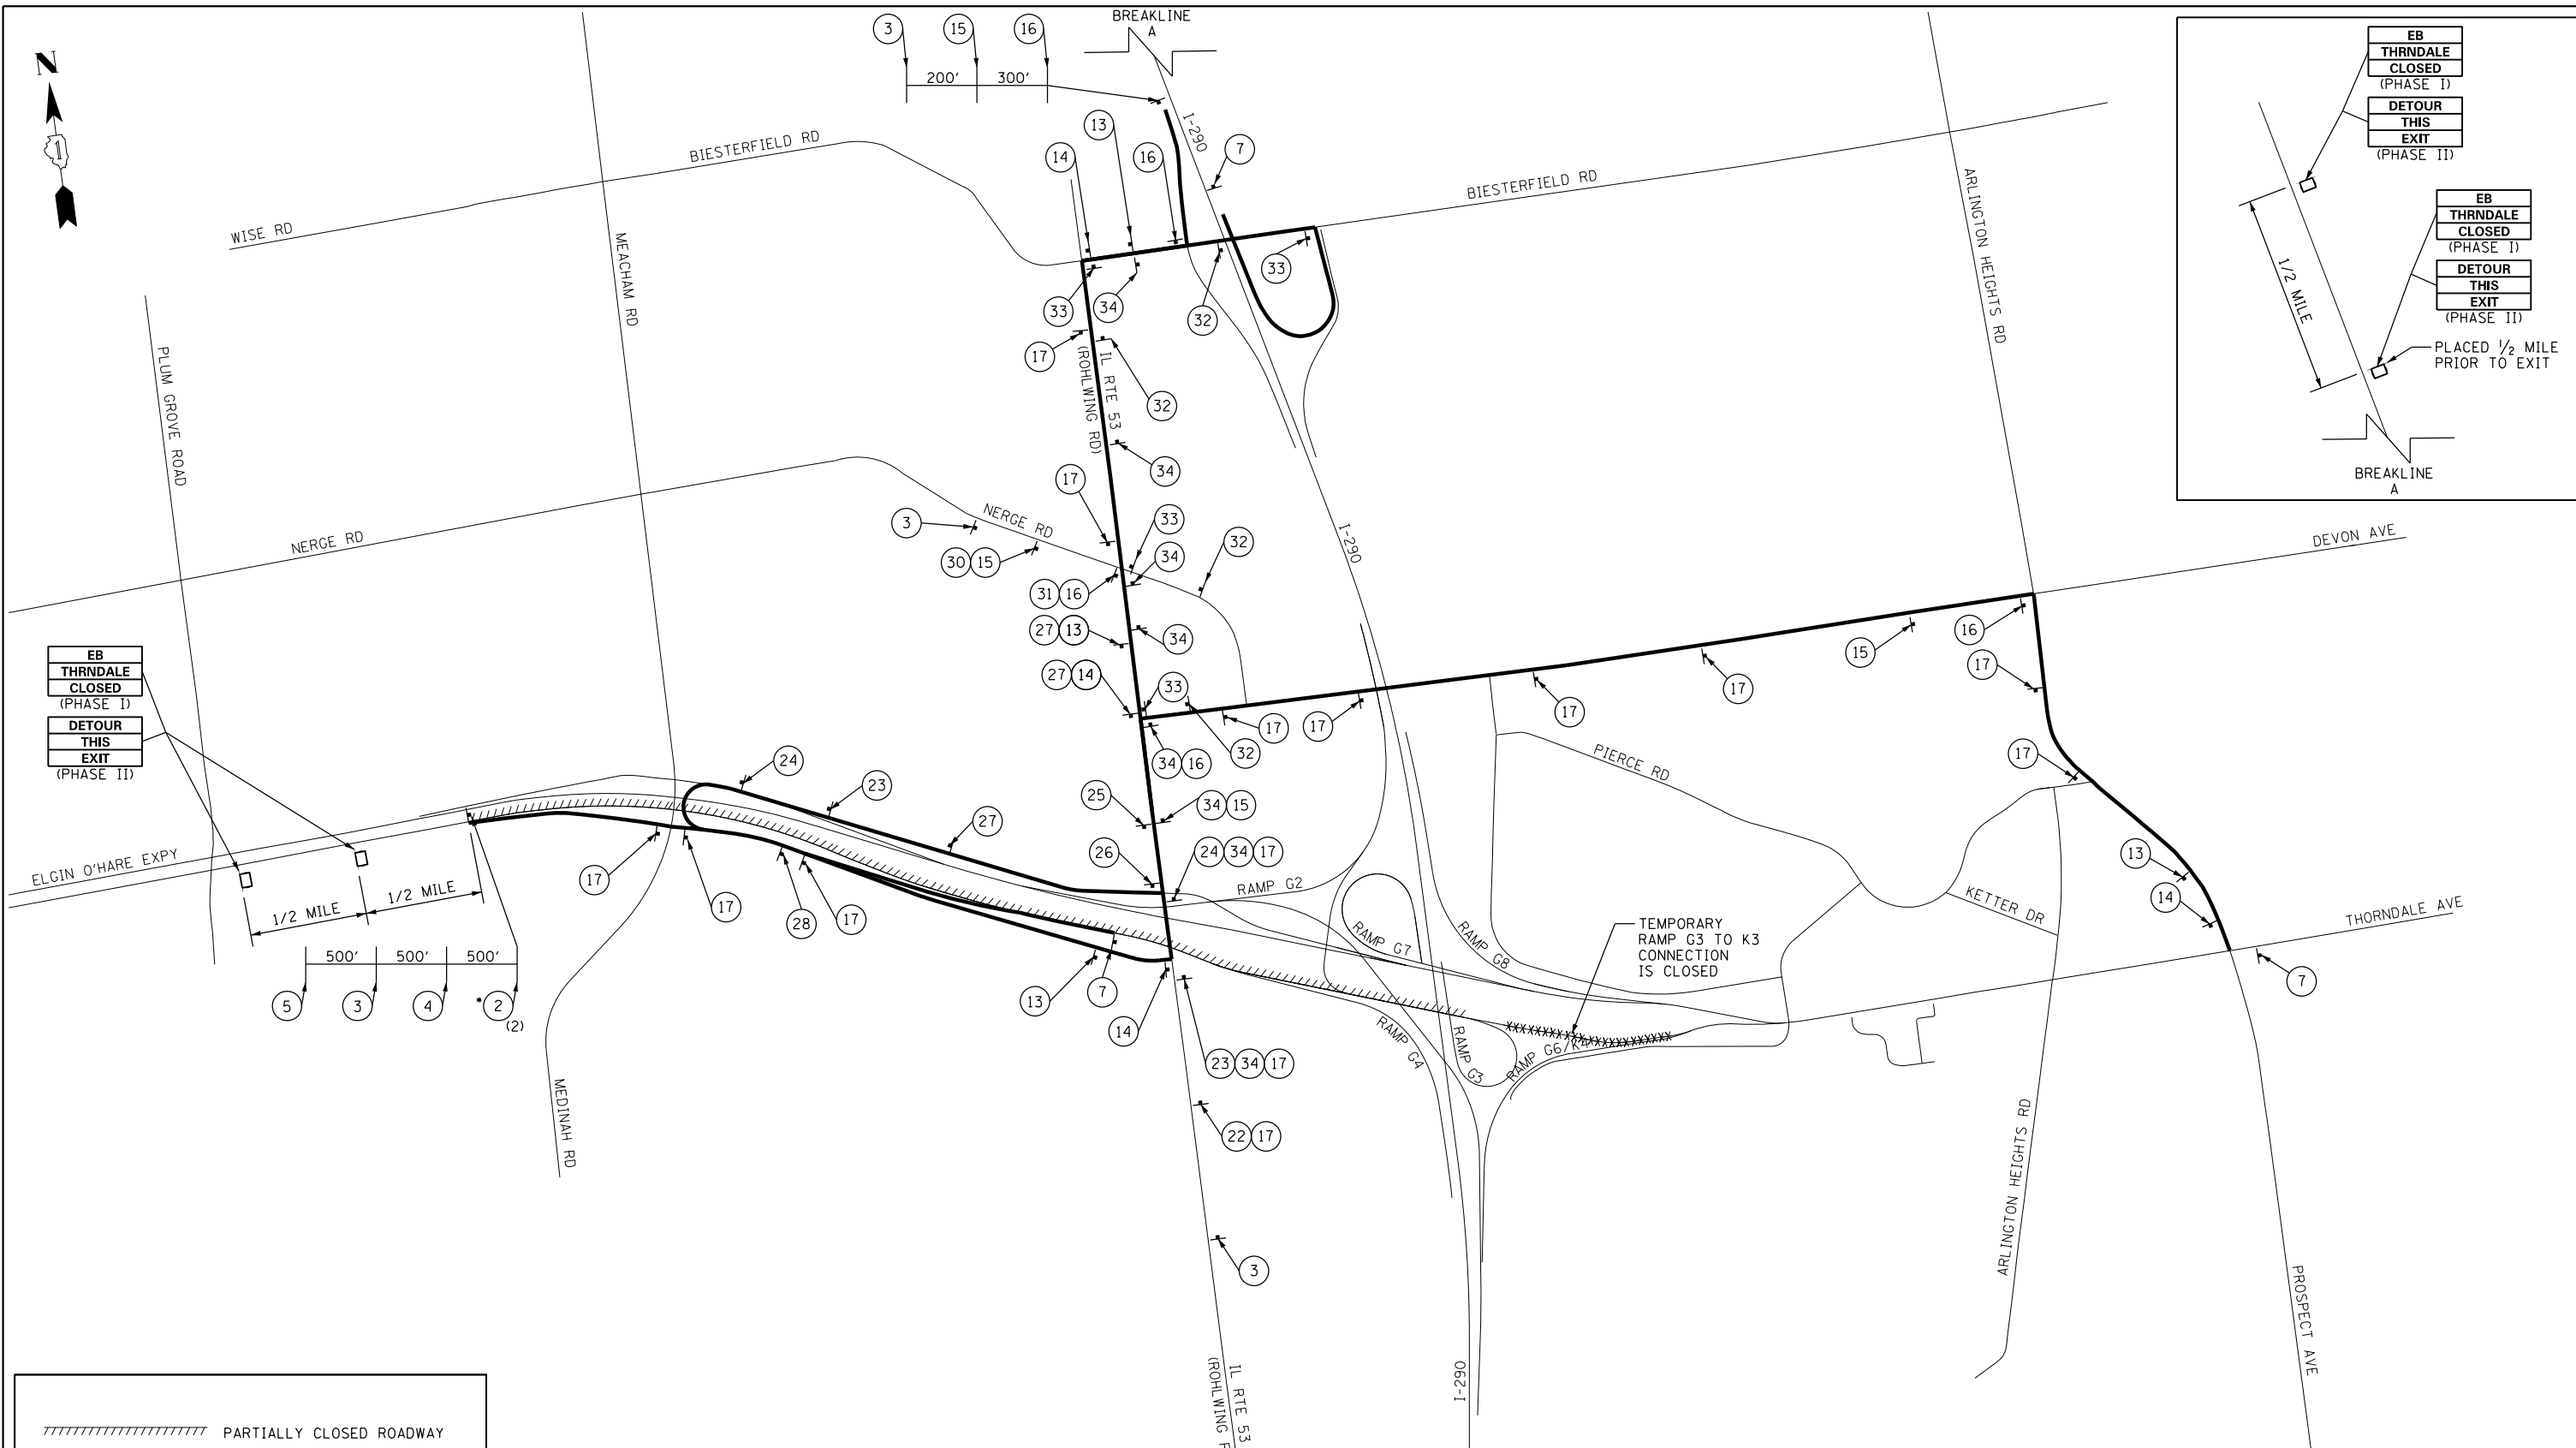 N
1
BREAKLINE
A
3
15
16
200'
300'
13
14
16
7
I-290
BIESTERFIELD RD
WISE RD
MEACHAM RD
PLUM GROVE ROAD
33
34
17
32
33
32
IL RTE 53
(ROHLWING RD)
34
BIESTERFIELD RD
ARLINGTON HEIGHTS RD
EB
THRNDALE
CLOSED
(PHASE I)
DETOUR
THIS
EXIT
(PHASE II)
EB
THRNDALE
CLOSED
(PHASE I)
DETOUR
THIS
EXIT
(PHASE II)
1/2 MILE
PLACED 1/2 MILE
PRIOR TO EXIT
BREAKLINE
A
NERGE RD
3
NERGE RD
30 15
17
33
34
32
31 16
27 13
34
27 14
33
I-290
DEVON AVE
16
15
17
17
17
17
17
32
34 16
17
17
PIERCE RD
EB
THRNDALE
CLOSED
(PHASE I)
DETOUR
THIS
EXIT
(PHASE II)
24
23
27
25
34 15
26
24 34 17
RAMP G2
ELGIN O'HARE EXPY
1/2 MILE
1/2 MILE
17
17
28
17
500'
500'
500'
5
3
4
2
(2)
13
7
14
23 34 17
22 17
3
MEDINAH RD
RAMP G7
RAMP G8
RAMP G4
RAMP G3
RAMP G6/K4
TEMPORARY
RAMP G3 TO K3
CONNECTION
IS CLOSED
KETTER DR
13
14
THORNDALE AVE
7
ARLINGTON HEIGHTS RD
PROSPECT AVE
I-290
IL RTE 53
(ROHLWING
PARTIALLY CLOSED ROADWAY